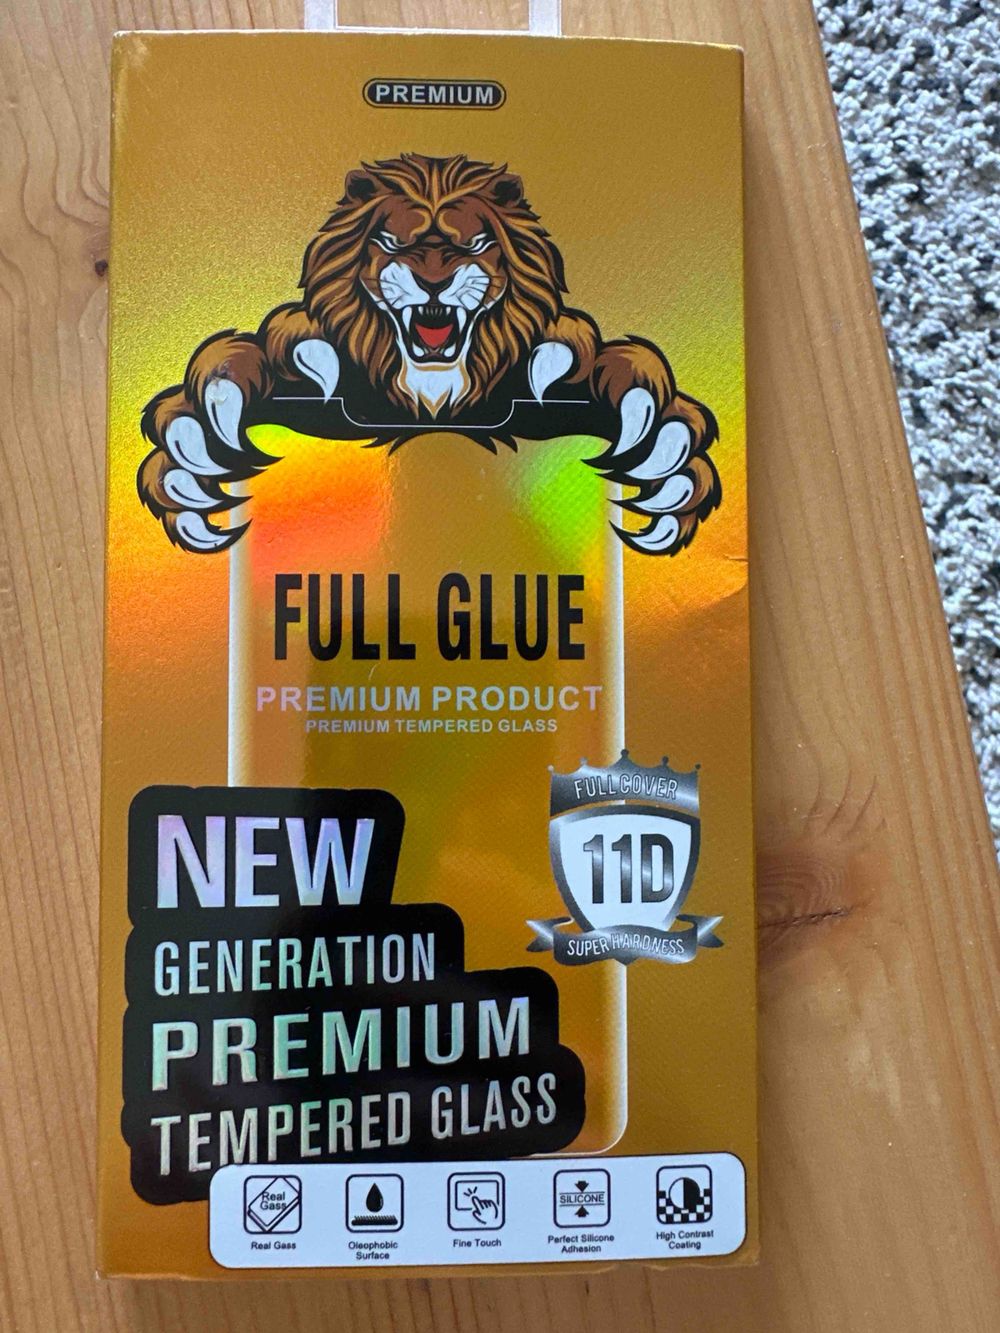 PREMIUM
FULL GLUE
PREMIUM PRODUCT
PREMIUM TEMPERED GLASS
FULL COVER
11D
SUPER HARDNESS
NEW
GENERATION
PREMIUM
TEMPERED GLASS
Real
Gass
Real Gass
Oleophobic
Surface
Fine Touch
SILICONE
Perfect Silicone
Adhesion
High Contrast
Coating